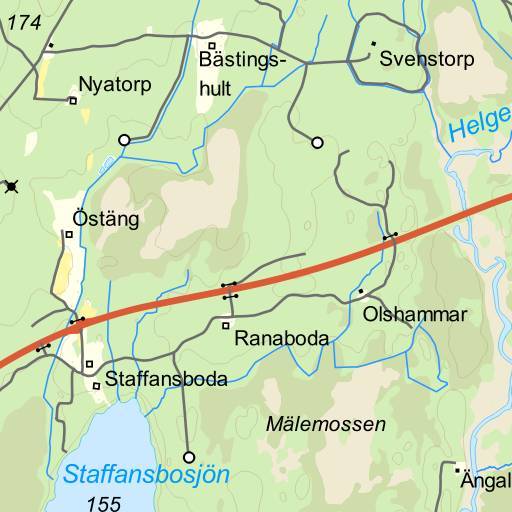 174
Bästings-
hult
Svenstorp
Nyatorp
Helge
Östäng
Olshammar
Ranaboda
Staffansboda
Mälemossen
Staffansbosjön
Ängal
155